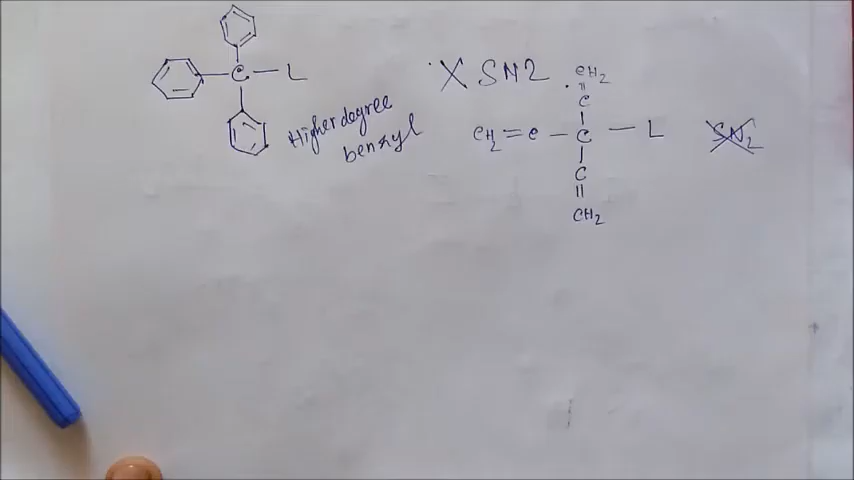 C — L
Higher degree
benzyl
X SN2
CH2
=
C
CH2=C — C — L
C
=
CH2
SN2